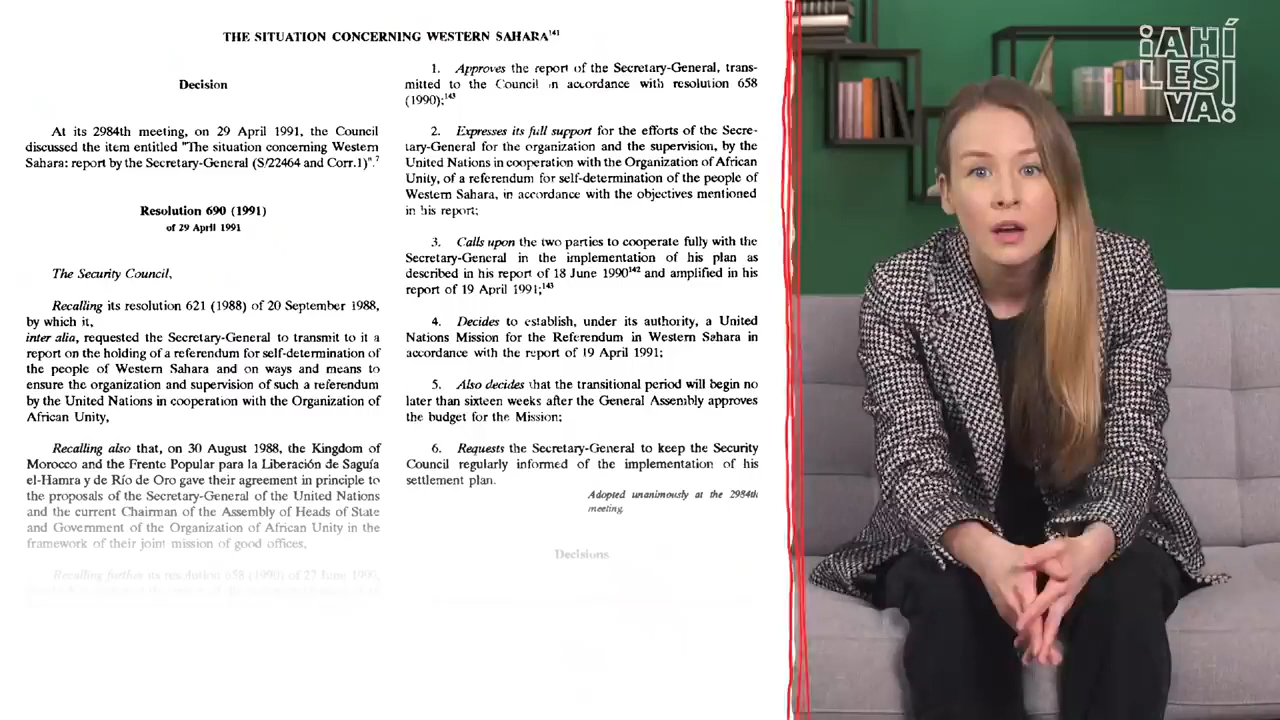 THE SITUATION CONCERNING WESTERN SAHARA¹⁴¹
Decision
At its 2984th meeting, on 29 April 1991, the Council
discussed the item entitled "The situation concerning Western
Sahara: report by the Secretary-General (S/22464 and Corr.1)".⁷
Resolution 690 (1991)
of 29 April 1991
The Security Council,
Recalling its resolution 621 (1988) of 20 September 1988,
by which it,
inter alia, requested the Secretary-General to transmit to it a
report on the holding of a referendum for self-determination of
the people of Western Sahara and on ways and means to
ensure the organization and supervision of such a referendum
by the United Nations in cooperation with the Organization of
African Unity,
Recalling also that, on 30 August 1988, the Kingdom of
Morocco and the Frente Popular para la Liberación de Saguía
el-Hamra y de Río de Oro gave their agreement in principle to
the proposals of the Secretary-General of the United Nations
and the current Chairman of the Assembly of Heads of State
and Government of the Organization of African Unity in the
framework of their joint mission of good offices,
Recalling further its resolution 658 (1990) of 27 June 1990,
1. Approves the report of the Secretary-General, trans-
mitted to the Council in accordance with resolution 658
(1990);¹⁴³
2. Expresses its full support for the efforts of the Secre-
tary-General for the organization and the supervision, by the
United Nations in cooperation with the Organization of African
Unity, of a referendum for self-determination of the people of
Western Sahara, in accordance with the objectives mentioned
in his report;
3. Calls upon the two parties to cooperate fully with the
Secretary-General in the implementation of his plan as
described in his report of 18 June 1990¹⁴² and amplified in his
report of 19 April 1991;¹⁴³
4. Decides to establish, under its authority, a United
Nations Mission for the Referendum in Western Sahara in
accordance with the report of 19 April 1991;
5. Also decides that the transitional period will begin no
later than sixteen weeks after the General Assembly approves
the budget for the Mission;
6. Requests the Secretary-General to keep the Security
Council regularly informed of the implementation of his
settlement plan.
Adopted unanimously at the 2984th
meeting.
Decisions
¡AHÍ
LES
VA!